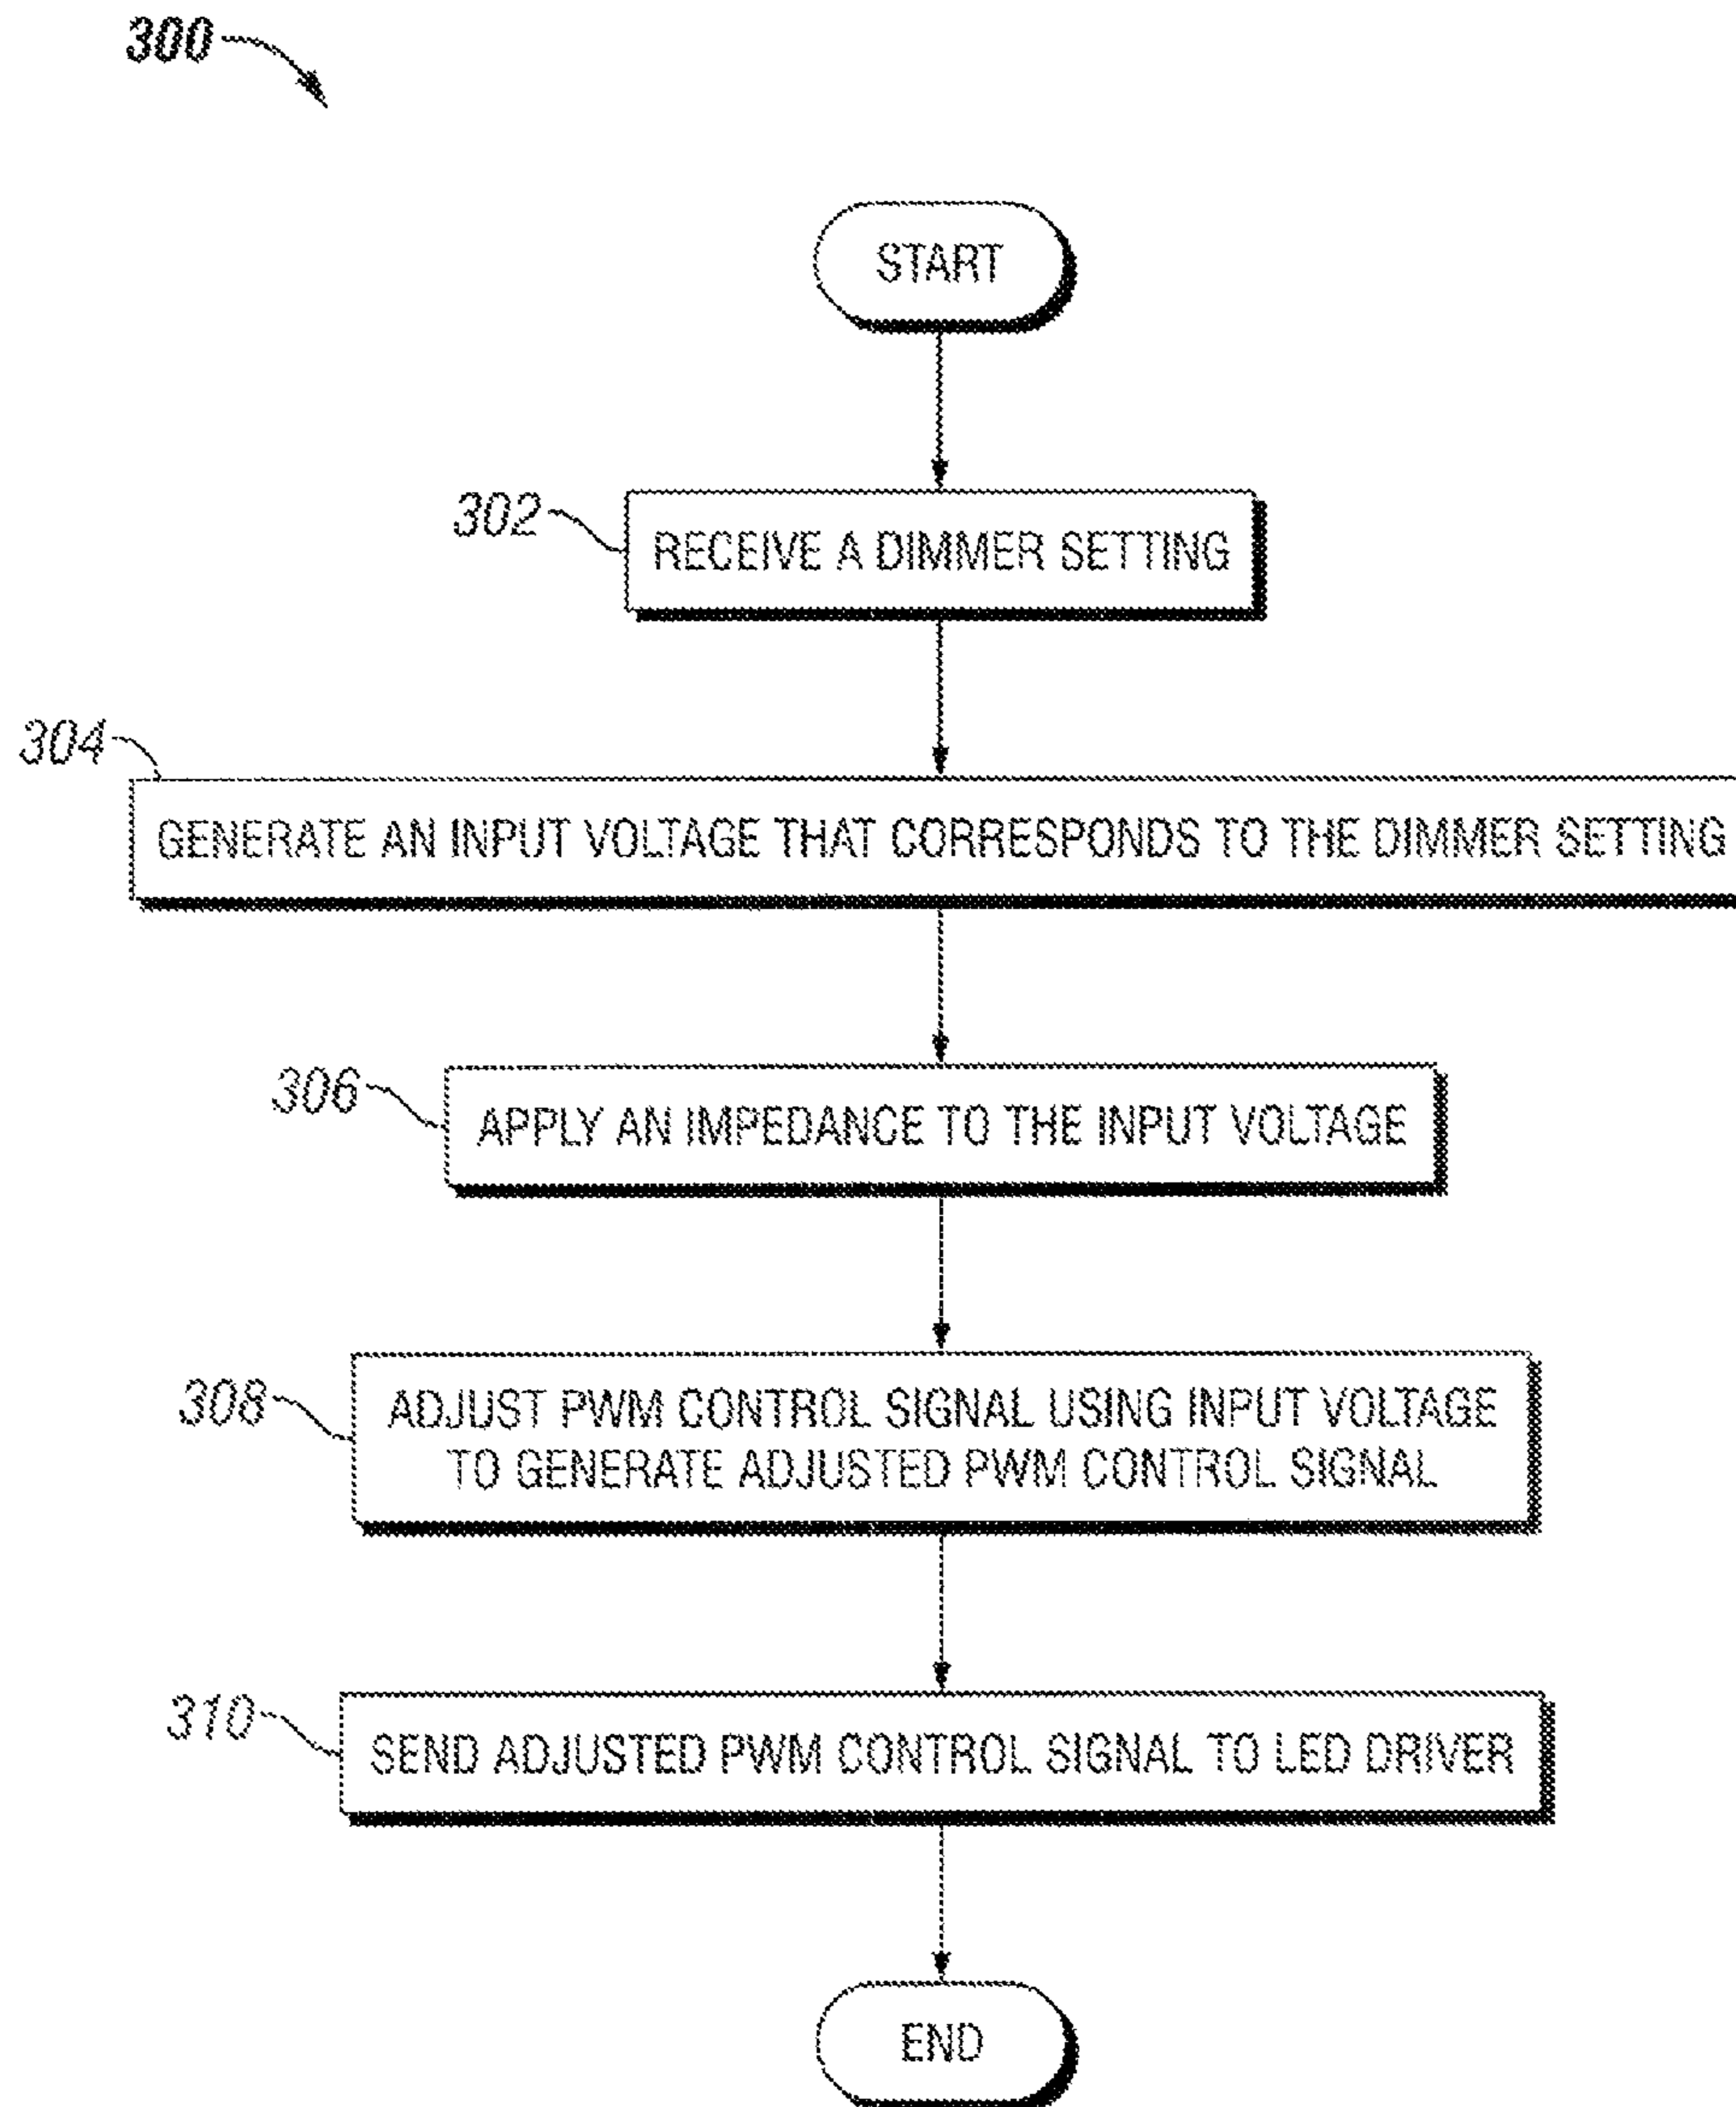 300
START
302
RECEIVE A DIMMER SETTING
304
GENERATE AN INPUT VOLTAGE THAT CORRESPONDS TO THE DIMMER SETTING
306
APPLY AN IMPEDANCE TO THE INPUT VOLTAGE
308
ADJUST PWM CONTROL SIGNAL USING INPUT VOLTAGE
TO GENERATE ADJUSTED PWM CONTROL SIGNAL
310
SEND ADJUSTED PWM CONTROL SIGNAL TO LED DRIVER
END